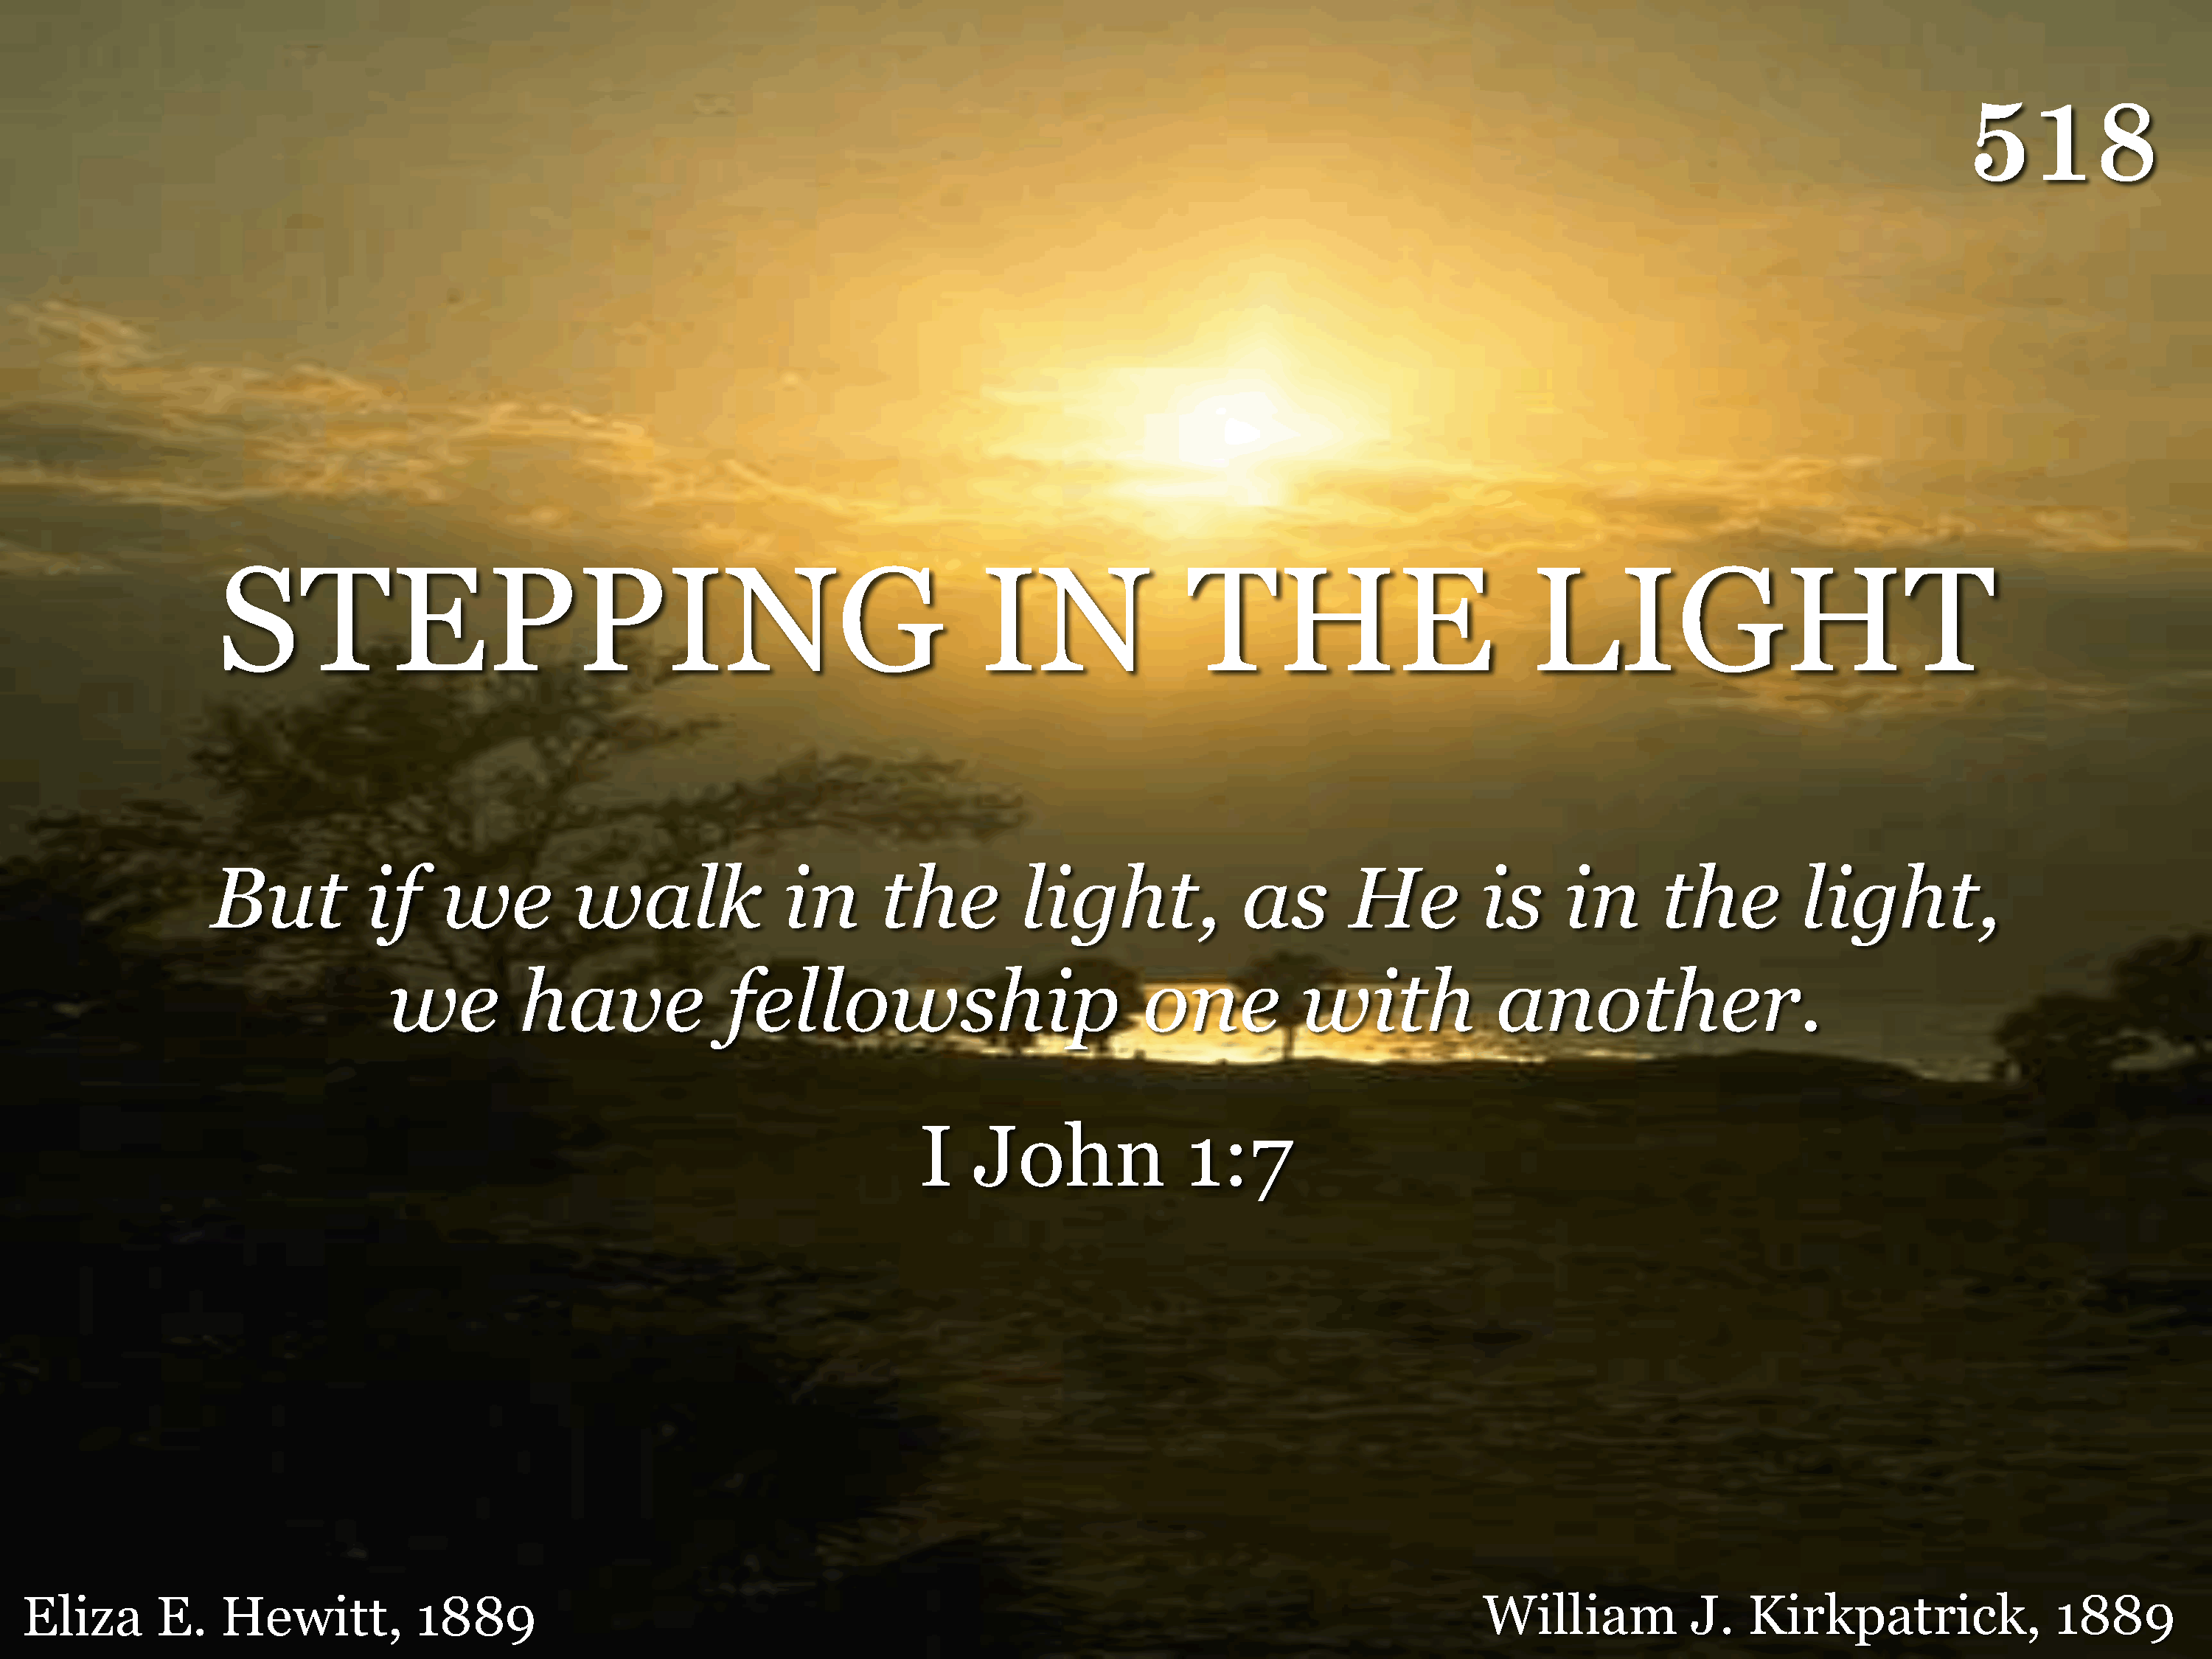 518
STEPPING IN THE LIGHT
But if we walk in the light, as He is in the light,
we have fellowship one with another.
I John 1:7
Eliza E. Hewitt, 1889
William J. Kirkpatrick, 1889